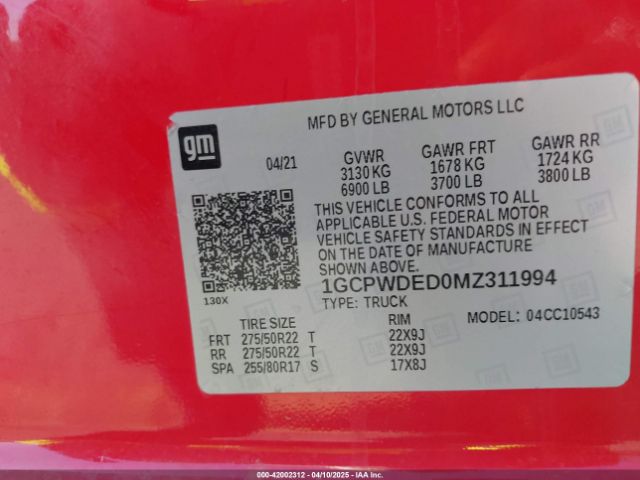 MFD BY GENERAL MOTORS LLC
gm
04/21
GVWR GAWR FRT GAWR RR
3130 KG 1678 KG 1724 KG
6900 LB 3700 LB 3800 LB
THIS VEHICLE CONFORMS TO ALL
APPLICABLE U.S. FEDERAL MOTOR
VEHICLE SAFETY STANDARDS IN EFFECT
ON THE DATE OF MANUFACTURE
SHOWN ABOVE.
130X
1GCPWDED0MZ311994
TYPE: TRUCK
MODEL: 04CC10543
TIRE SIZE RIM
FRT 275/50R22 T 22X9J
RR 275/50R22 T 22X9J
SPA 255/80R17 S 17X8J
000-42002312 - 04/10/2025 - IAA Inc.